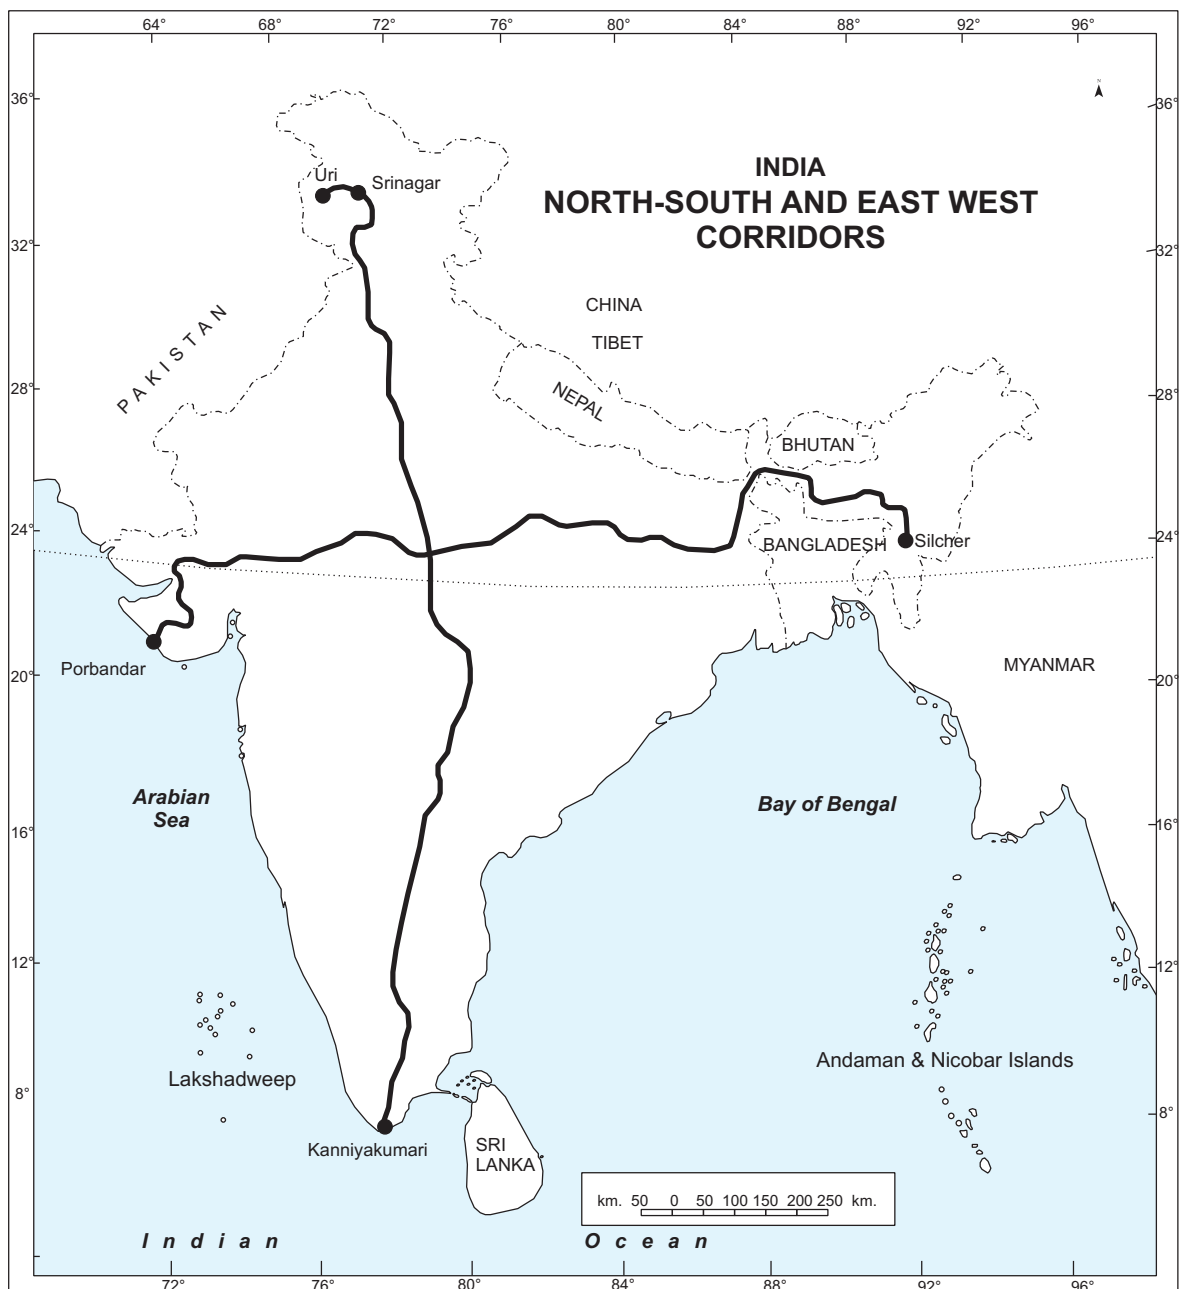 64° 68° 72° 76° 80° 84° 88° 92° 96°
N
36° 36°
INDIA
NORTH-SOUTH AND EAST WEST
CORRIDORS
Uri
Srinagar
32° 32°
CHINA
TIBET
PAKISTAN
NEPAL
28° 28°
BHUTAN
24° 24°
BANGLADESH
Silcher
Porbandar
MYANMAR
20° 20°
Arabian
Sea
Bay of Bengal
16° 16°
12° 12°
Andaman & Nicobar Islands
Lakshadweep
8° 8°
Kanniyakumari
SRI
LANKA
km. 50 0 50 100 150 200 250 km.
Indian Ocean
72° 76° 80° 84° 88° 92° 96°